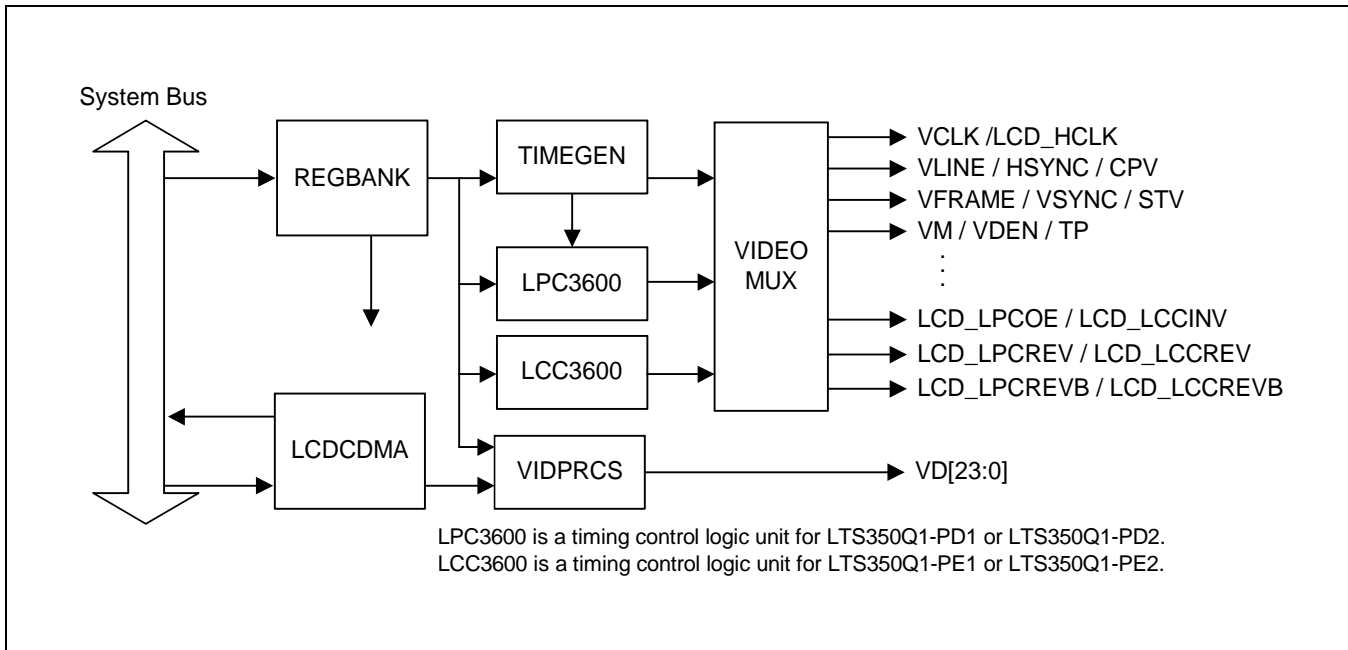 System Bus
REGBANK
TIMEGEN
LPC3600
LCC3600
LCDCDMA
VIDPRCS
VIDEO
MUX
VCLK /LCD_HCLK
VLINE / HSYNC / CPV
VFRAME / VSYNC / STV
VM / VDEN / TP
.
.
.
LCD_LPCOE / LCD_LCCINV
LCD_LPCREV / LCD_LCCREV
LCD_LPCREVB / LCD_LCCREVB
VD[23:0]
LPC3600 is a timing control logic unit for LTS350Q1-PD1 or LTS350Q1-PD2.
LCC3600 is a timing control logic unit for LTS350Q1-PE1 or LTS350Q1-PE2.